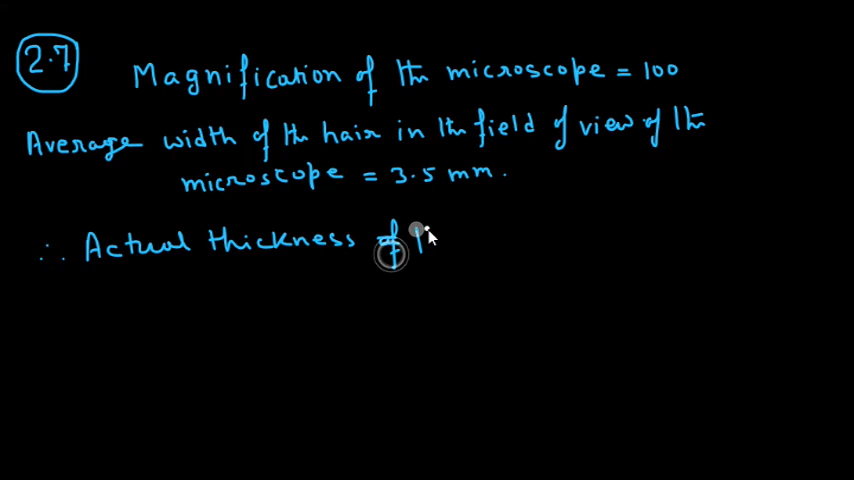 2.7
Magnification of the microscope = 100
Average width of the hair in the field of view of the
microscope = 3.5 mm.
∴ Actual thickness of